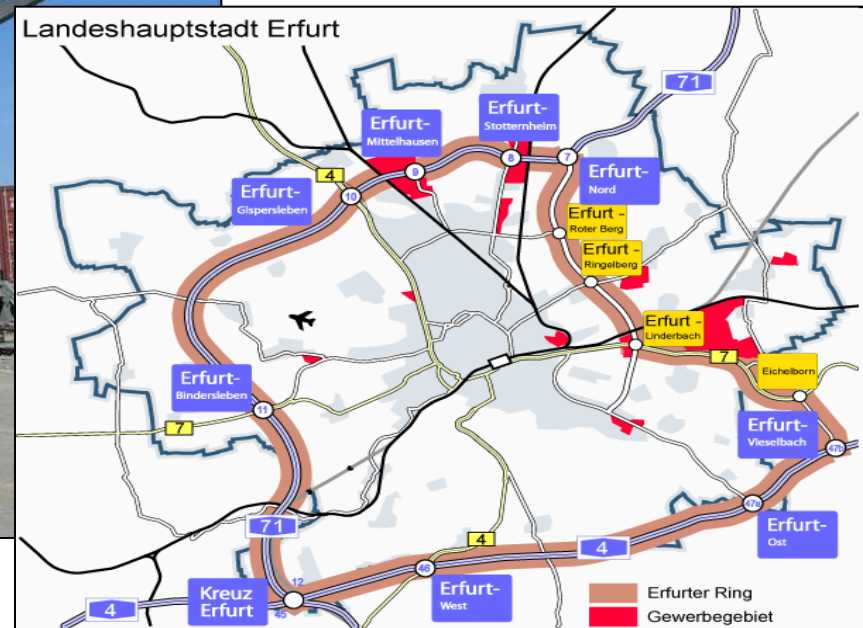 Landeshauptstadt Erfurt
71
Erfurt-
Stotternheim
Erfurt-
Mittelhausen
4
8
7
9
Erfurt-
Nord
Erfurt-
Gispersleben
10
Erfurt -
Roter Berg
Erfurt -
Ringelberg
Erfurt -
Linderbach
7
Eichelborn
Erfurt-
Bindersleben
11
7
Erfurt-
Vieselbach
47b
47a
71
Erfurt-
Ost
4
4
46
Kreuz
Erfurt
12
45
4
Erfurt-
West
Erfurter Ring
Gewerbegebiet